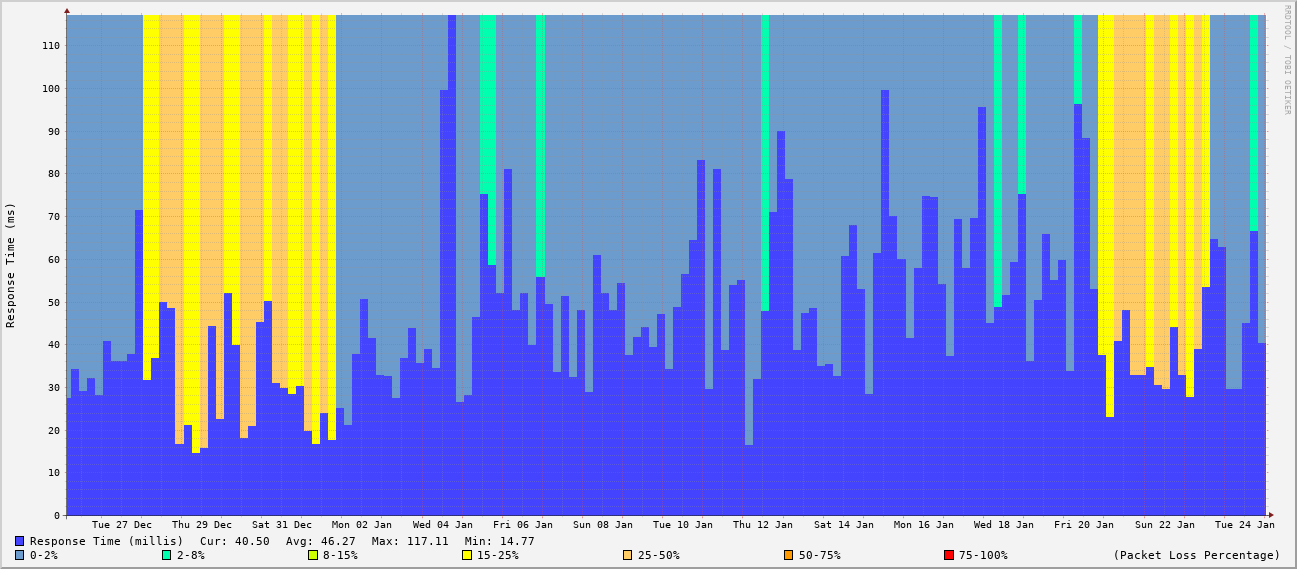 RRDTOOL / TOBI OETIKER
Response Time (ms)
110
100
90
80
70
60
50
40
30
20
10
0
Tue 27 Dec Thu 29 Dec Sat 31 Dec Mon 02 Jan Wed 04 Jan Fri 06 Jan Sun 08 Jan Tue 10 Jan Thu 12 Jan Sat 14 Jan Mon 16 Jan Wed 18 Jan Fri 20 Jan Sun 22 Jan Tue 24 Jan
Response Time (millis) Cur: 40.50 Avg: 46.27 Max: 117.11 Min: 14.77
0-2% 2-8% 8-15% 15-25% 25-50% 50-75% 75-100% (Packet Loss Percentage)